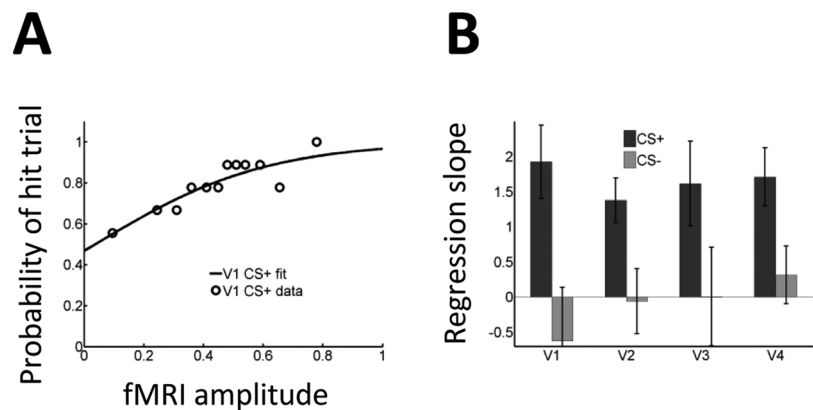 A
Probability of hit trial
1
0.8
0.6
0.4
0.2
0
V1 CS+ fit
V1 CS+ data
0 0.2 0.4 0.6 0.8 1
fMRI amplitude
B
Regression slope
2
1.5
1
0.5
0
-0.5
CS+
CS-
V1 V2 V3 V4